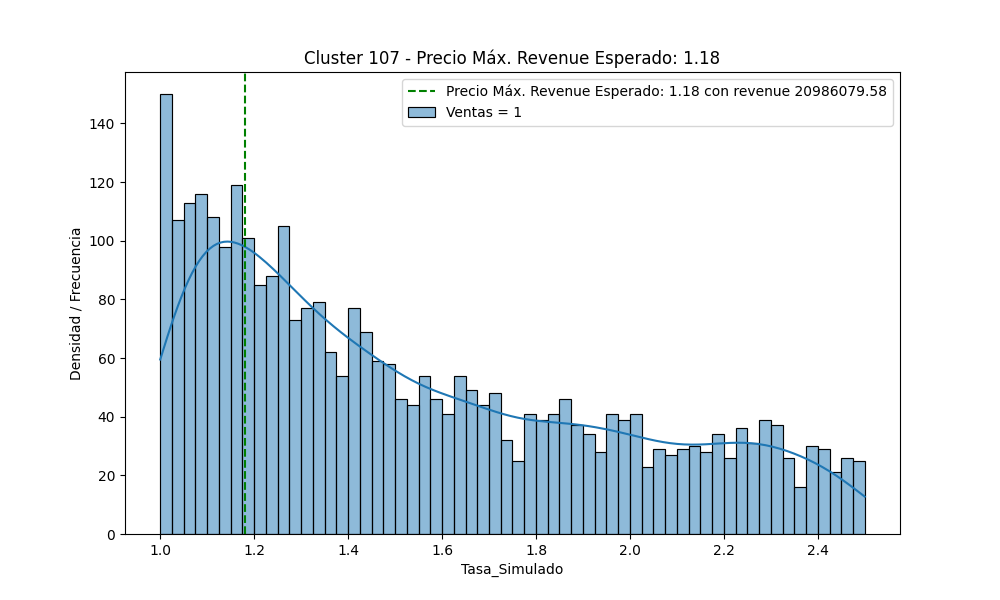 Cluster 107 - Precio Máx. Revenue Esperado: 1.18
Precio Máx. Revenue Esperado: 1.18 con revenue 20986079.58
Ventas = 1
Densidad / Frecuencia
140
120
100
80
60
40
20
0
1.0 1.2 1.4 1.6 1.8 2.0 2.2 2.4
Tasa_Simulado